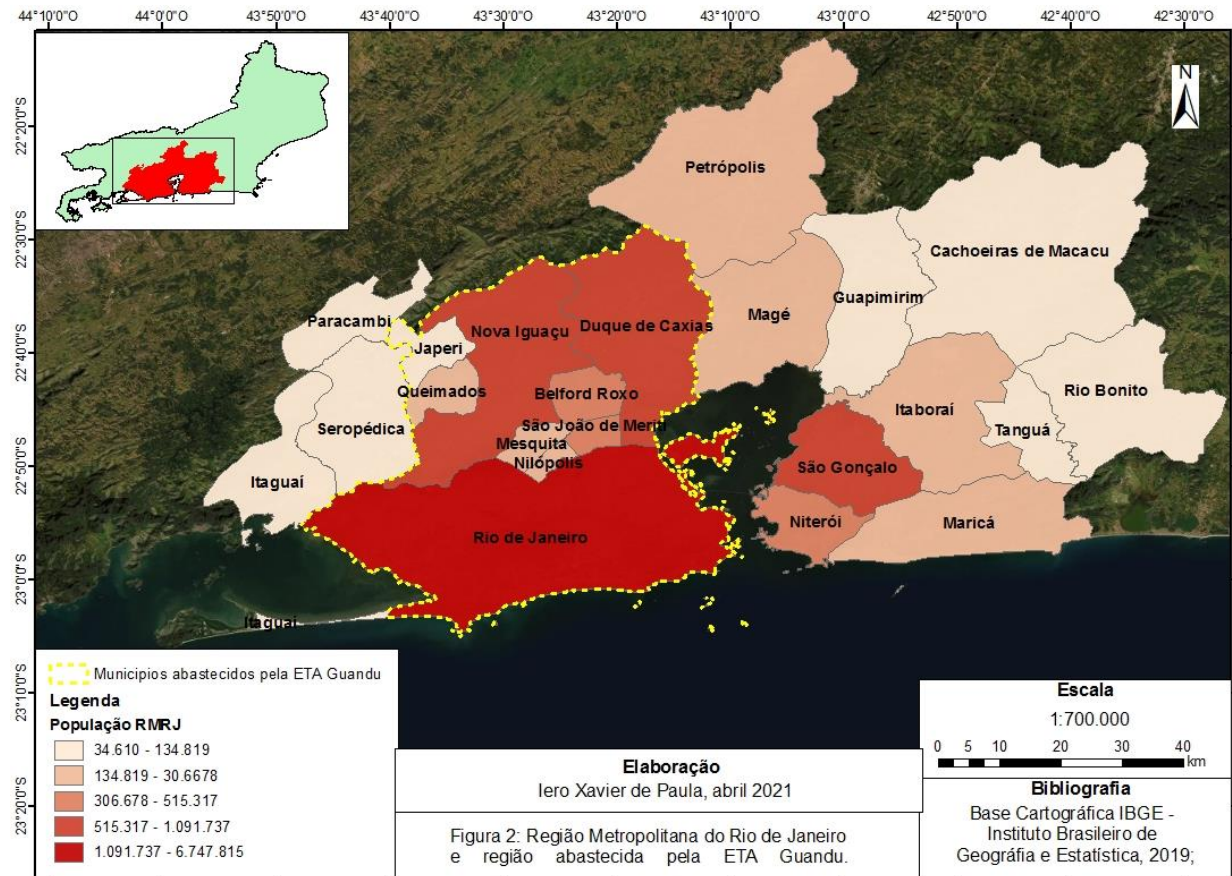 44°10'0"W 44°0'0"W 43°50'0"W 43°40'0"W 43°30'0"W 43°20'0"W 43°10'0"W 43°0'0"W 42°50'0"W 42°40'0"W 42°30'0"W
22°20'0"S
22°30'0"S
22°40'0"S
22°50'0"S
23°0'0"S
23°10'0"S
23°20'0"S
N
Petrópolis
Cachoeiras de Macacu
Guapimirim
Paracambi
Nova Iguaçu
Duque de Caxias
Magé
Japeri
Queimados
Belford Roxo
Rio Bonito
Itaboraí
Seropédica
São João de Meriti
Tanguá
Mesquita
Nilópolis
São Gonçalo
Itaguaí
Niterói
Maricá
Rio de Janeiro
Itaguaí
Municipios abastecidos pela ETA Guandu
Legenda
População RMRJ
34.610 - 134.819
134.819 - 30.6678
306.678 - 515.317
515.317 - 1.091.737
1.091.737 - 6.747.815
Elaboração
Iero Xavier de Paula, abril 2021
Figura 2: Região Metropolitana do Rio de Janeiro
e região abastecida pela ETA Guandu.
Escala
1:700.000
0 5 10 20 30 40
km
Bibliografia
Base Cartográfica IBGE -
Instituto Brasileiro de
Geográfia e Estatística, 2019;